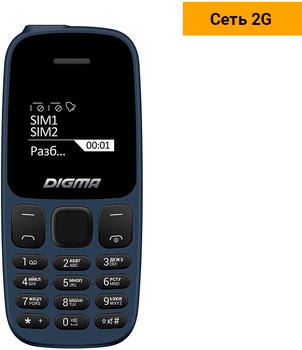 Сеть 2G
SIM1
SIM2
Разб...
00:01
DIGMA
1
2 АБВГ ABC
3 ДЕЖЗ DEF
4 ИЙКЛ GHI
5 МНОП JKL
6 РСТУ MNO
7 ФХЦЧ PQRS
8 ШЩЪЫ TUV
9 ЬЭЮЯ WXYZ
* +
0
#